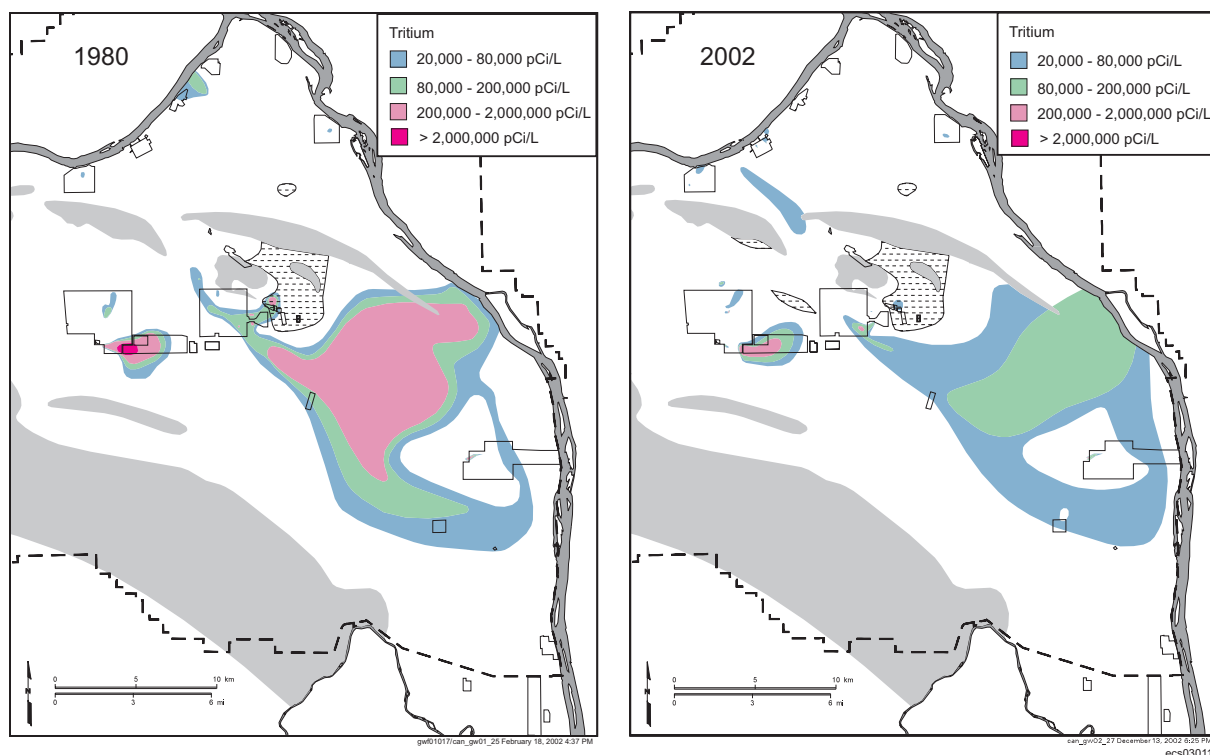 1980
Tritium
20,000 - 80,000 pCi/L
80,000 - 200,000 pCi/L
200,000 - 2,000,000 pCi/L
> 2,000,000 pCi/L
N
0 5 10 km
0 3 6 mi
gwf01017/can_gw01_25 February 18, 2002 4:37 PM
2002
Tritium
20,000 - 80,000 pCi/L
80,000 - 200,000 pCi/L
200,000 - 2,000,000 pCi/L
> 2,000,000 pCi/L
N
0 5 10 km
0 3 6 mi
can_gw02_27 December 13, 2002 6:25 PM
ecs03011